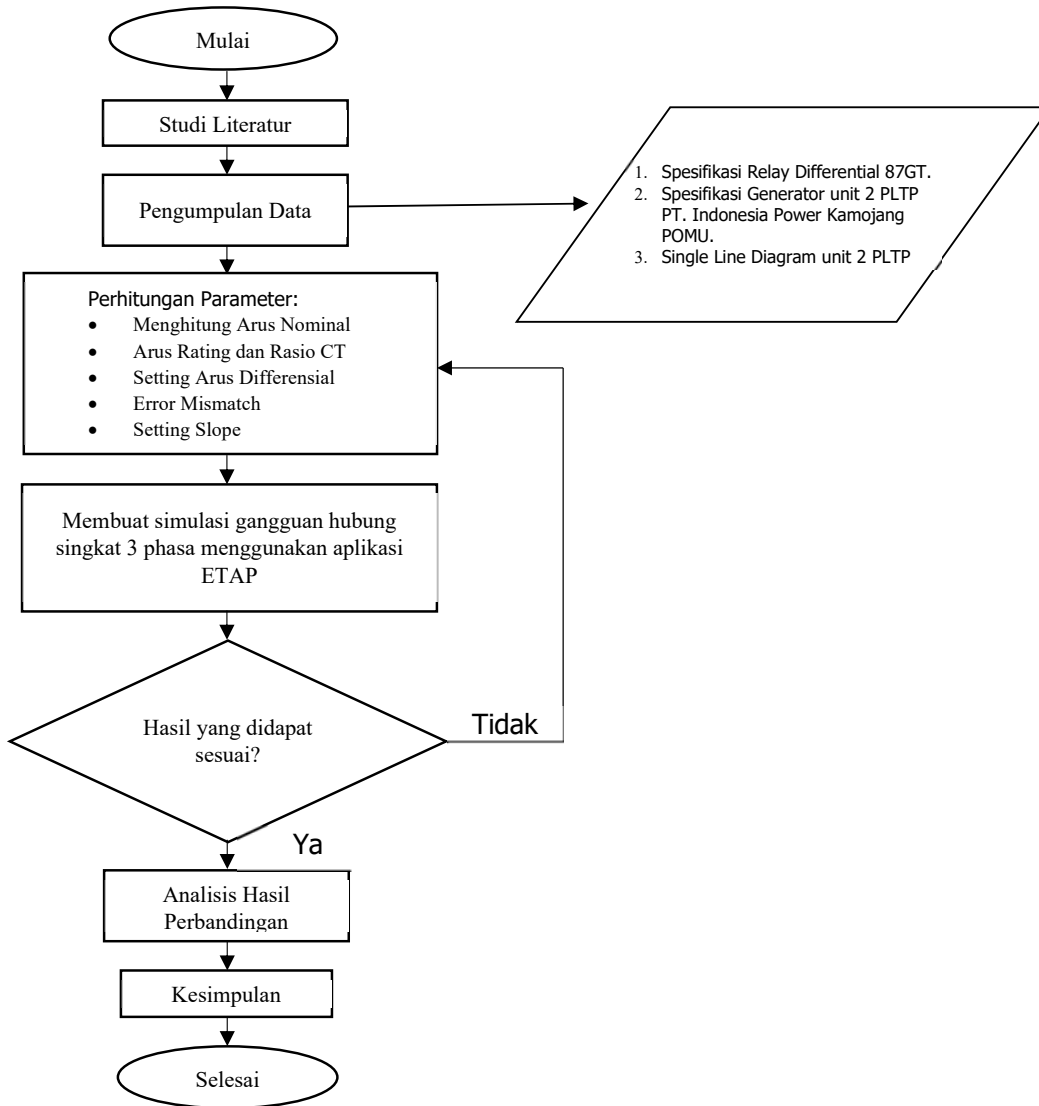 Mulai
Studi Literatur
Pengumpulan Data
1. Spesifikasi Relay Differential 87GT.
2. Spesifikasi Generator unit 2 PLTP
PT. Indonesia Power Kamojang
POMU.
3. Single Line Diagram unit 2 PLTP
Perhitungan Parameter:
• Menghitung Arus Nominal
• Arus Rating dan Rasio CT
• Setting Arus Differensial
• Error Mismatch
• Setting Slope
Membuat simulasi gangguan hubung
singkat 3 phasa menggunakan aplikasi
ETAP
Hasil yang didapat
sesuai?
Tidak
Ya
Analisis Hasil
Perbandingan
Kesimpulan
Selesai